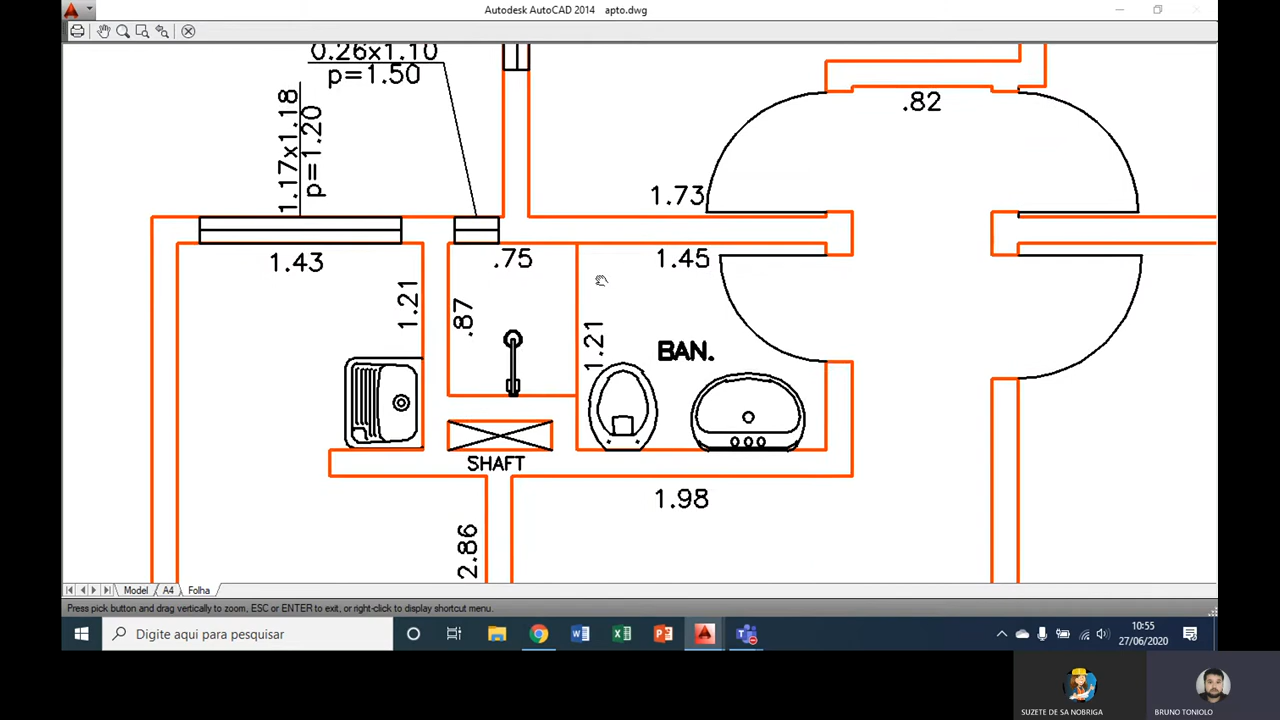 Autodesk AutoCAD 2014 apto.dwg
0.26x1.10
p=1.50
1.17x1.18
p=1.20
.82
1.73
1.43
.75
1.45
1.21
.87
1.21
BAN.
SHAFT
1.98
2.86
Model A4 Folha
Press pick button and drag vertically to zoom, ESC or ENTER to exit, or right-click to display shortcut menu.
Digite aqui para pesquisar
10:55
27/06/2020
SUZETE DE SA NOBRIGA
BRUNO TONIOLO